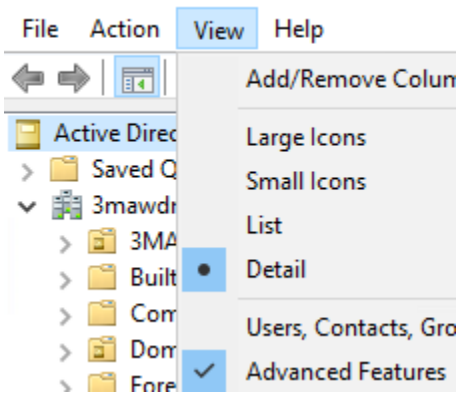 File Action View Help
Add/Remove Colum
Active Direc
Large Icons
Saved Q
Small Icons
3mawdr
List
3MA
Detail
Built
Com
Users, Contacts, Gro
Dom
Advanced Features
Fore